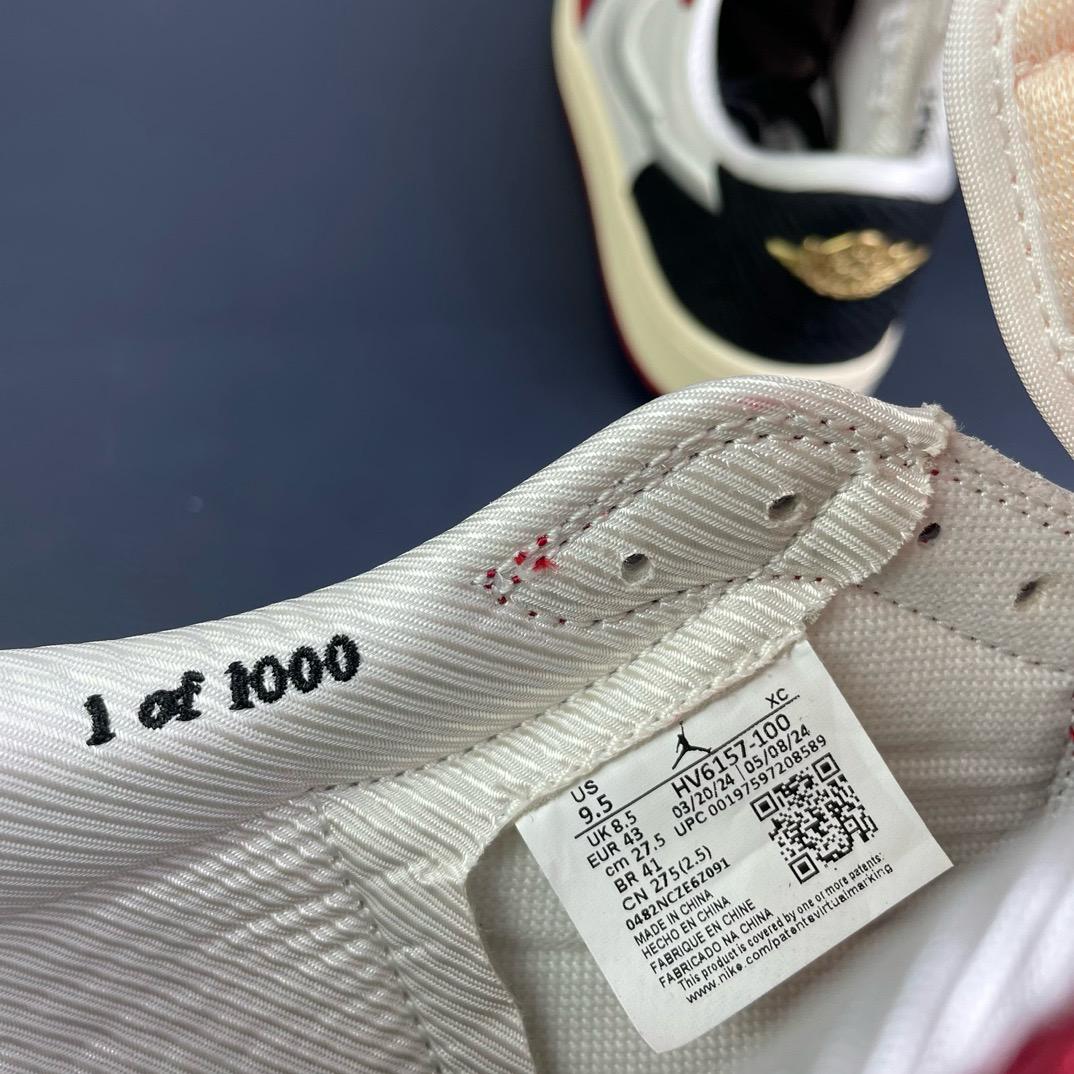 1 of 1000
XC
US
9.5
HV6157-100
03/20/24 05/08/24
UPC 00197597208589
UK 8.5
EUR 43
cm 27.5
BR 41
CN 275(2.5)
0482NCZE6Z091
MADE IN CHINA
HECHO EN CHINA
FABRIQUE EN CHINE
FABRICADO NA CHINA
This product is covered by one or more patents:
www.nike.com/patentsvirtualmarking